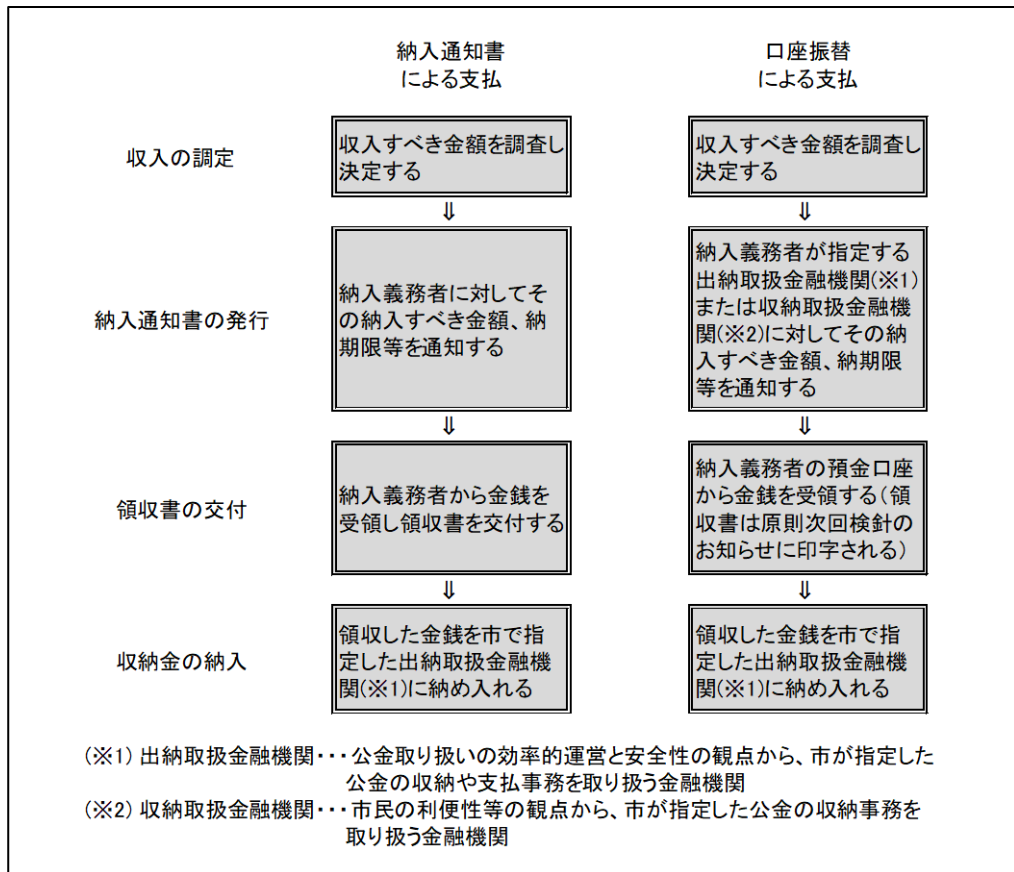 納入通知書
による支払
口座振替
による支払
収入の調定
収入すべき金額を調査し
決定する
収入すべき金額を調査し
決定する
⇓
⇓
納入通知書の発行
納入義務者に対してそ
の納入すべき金額、納
期限等を通知する
納入義務者が指定する
出納取扱金融機関(※1)
または収納取扱金融機
関(※2)に対してその納
入すべき金額、納期限
等を通知する
⇓
⇓
領収書の交付
納入義務者から金銭を
受領し領収書を交付する
納入義務者の預金口座
から金銭を受領する(領
収書は原則次回検針の
お知らせに印字される)
⇓
⇓
収納金の納入
領収した金銭を市で指
定した出納取扱金融機
関(※1)に納め入れる
領収した金銭を市で指
定した出納取扱金融機
関(※1)に納め入れる
(※1) 出納取扱金融機関・・・公金取り扱いの効率的運営と安全性の観点から、市が指定した
公金の収納や支払事務を取り扱う金融機関
(※2) 収納取扱金融機関・・・市民の利便性等の観点から、市が指定した公金の収納事務を
取り扱う金融機関